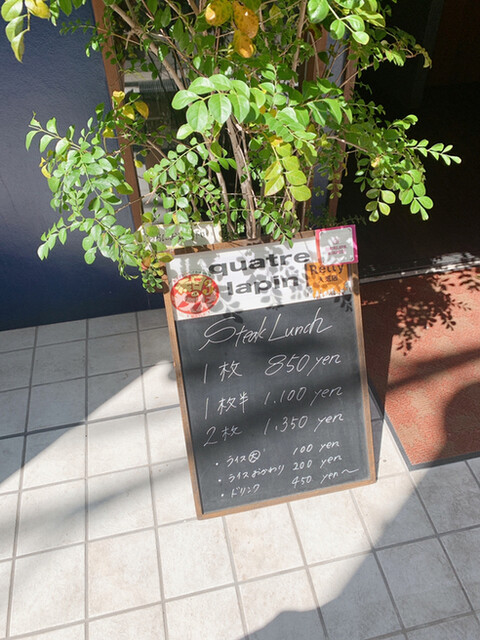 quatre
lapin
Retty
Steak Lunch
1枚 850 yen
1枚半 1.100 yen
2枚 1.350 yen
・ライス大 100 yen
・ライスおかわり 200 yen
・ドリンク 450 yen〜